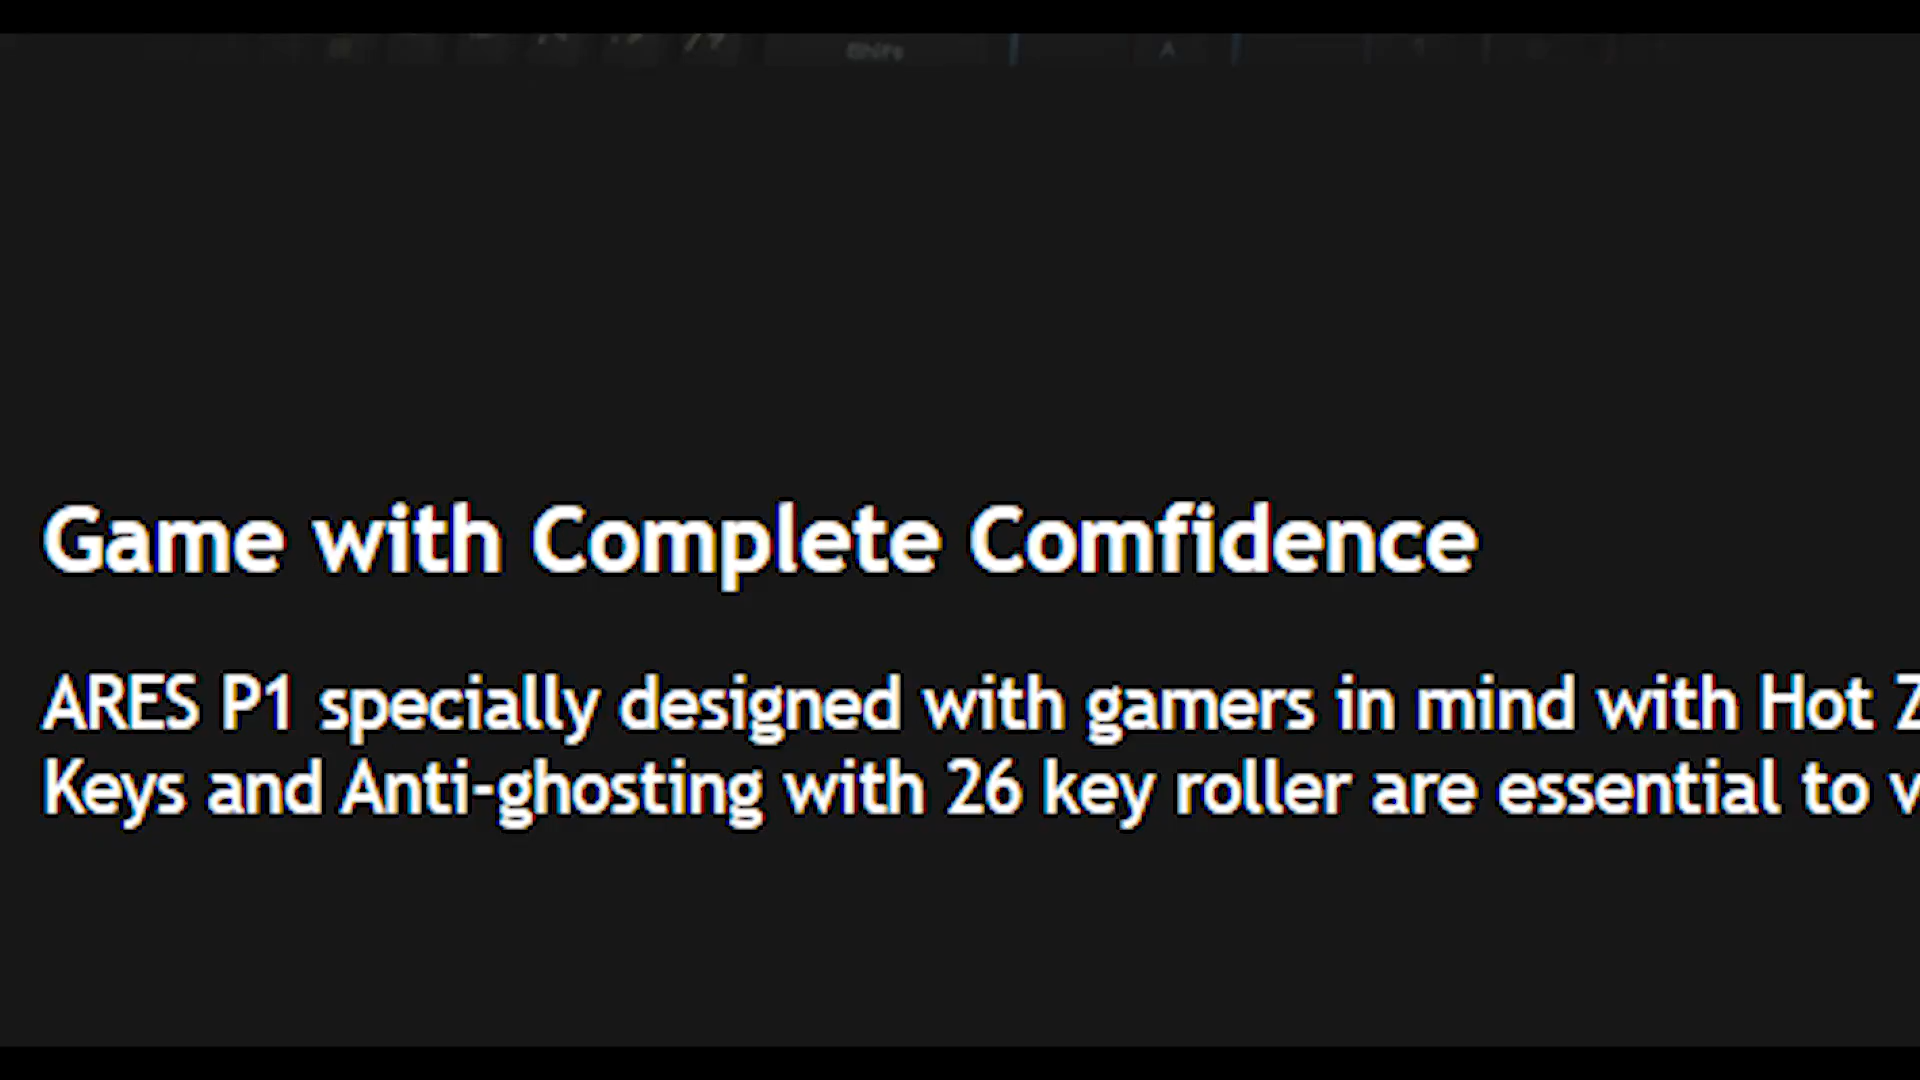 Shift
Game with Complete Comfidence
ARES P1 specially designed with gamers in mind with Hot
Keys and Anti-ghosting with 26 key roller are essential to